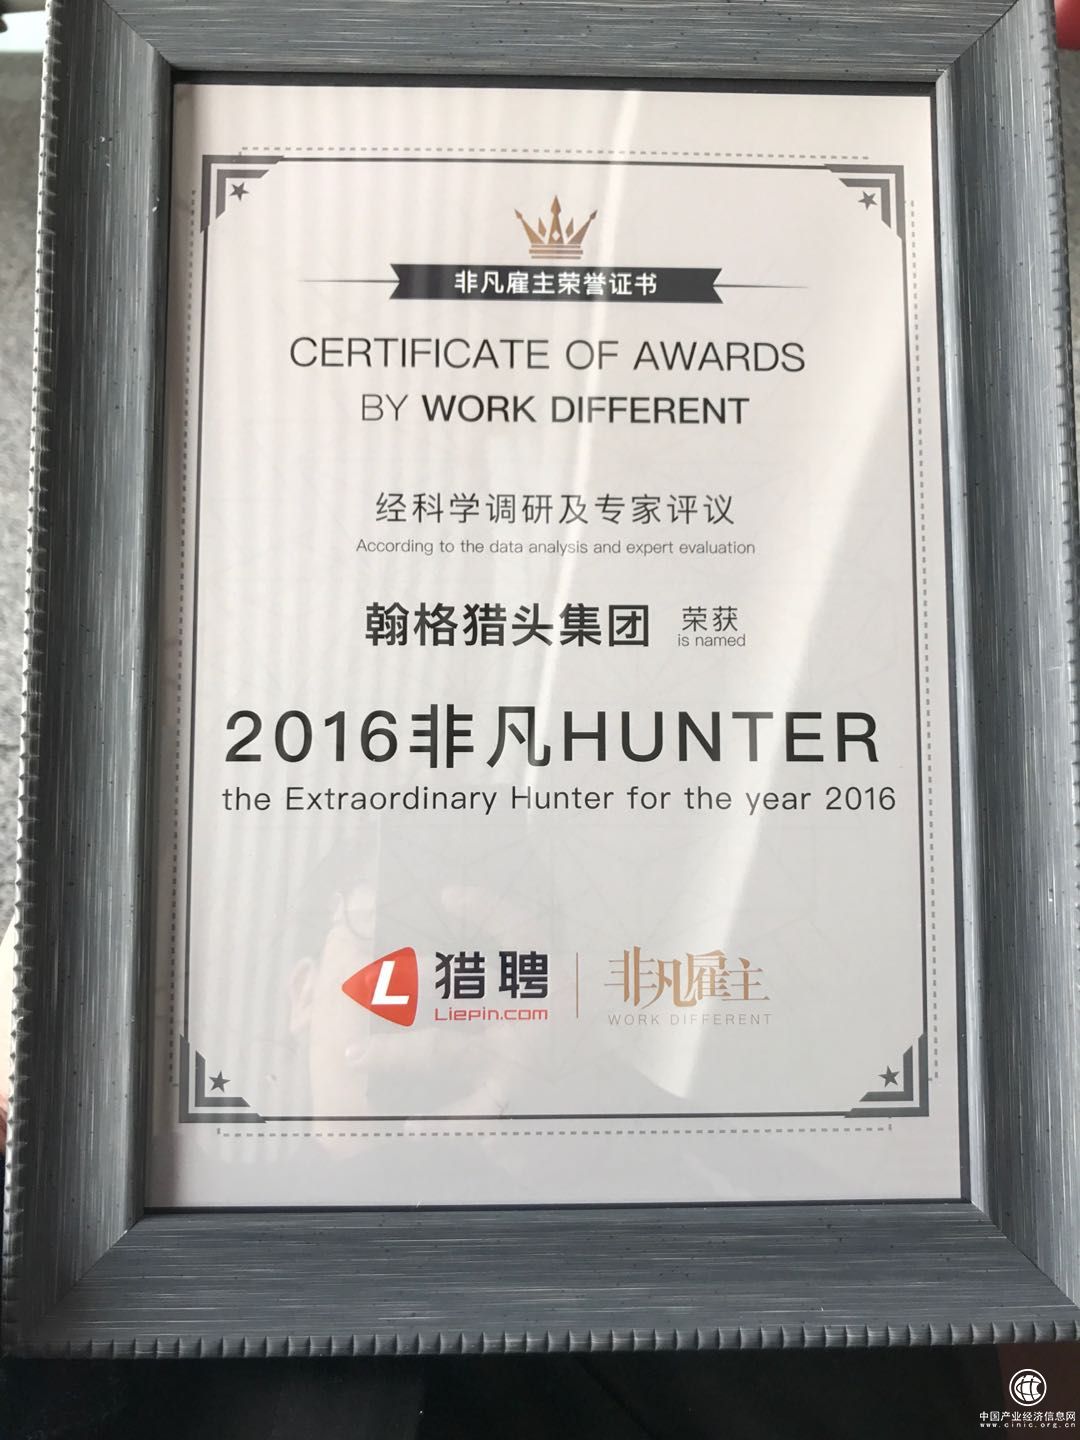 非凡雇主荣誉证书
CERTIFICATE OF AWARDS
BY WORK DIFFERENT
经科学调研及专家评议
According to the data analysis and expert evaluation
翰格猎头集团 荣获
is named
2016非凡HUNTER
the Extraordinary Hunter for the year 2016
L 猎聘 非凡雇主
Liepin.com WORK DIFFERENT
中国产业经济信息网
www.cinic.org.cn